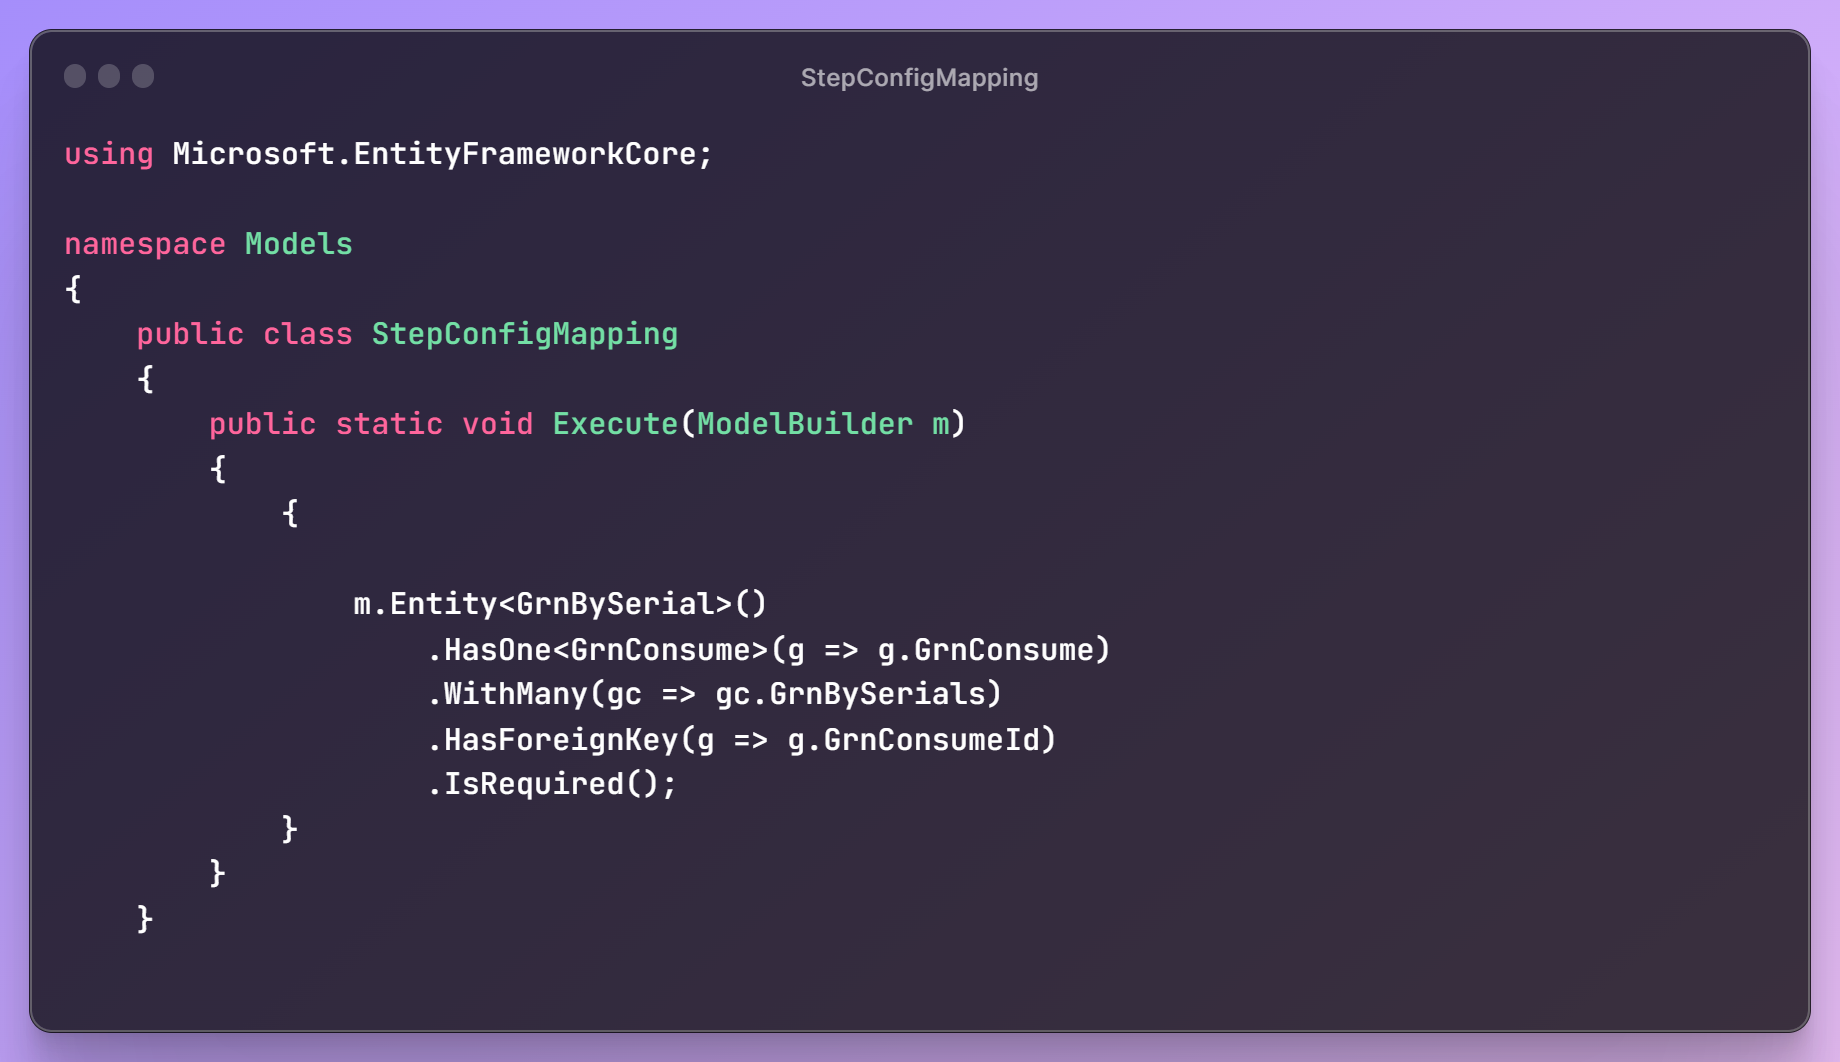 StepConfigMapping
using Microsoft.EntityFrameworkCore;
namespace Models
{
    public class StepConfigMapping
    {
        public static void Execute(ModelBuilder m)
        {
            {
                m.Entity<GrnBySerial>()
                    .HasOne<GrnConsume>(g => g.GrnConsume)
                    .WithMany(gc => gc.GrnBySerials)
                    .HasForeignKey(g => g.GrnConsumeId)
                    .IsRequired();
            }
        }
    }